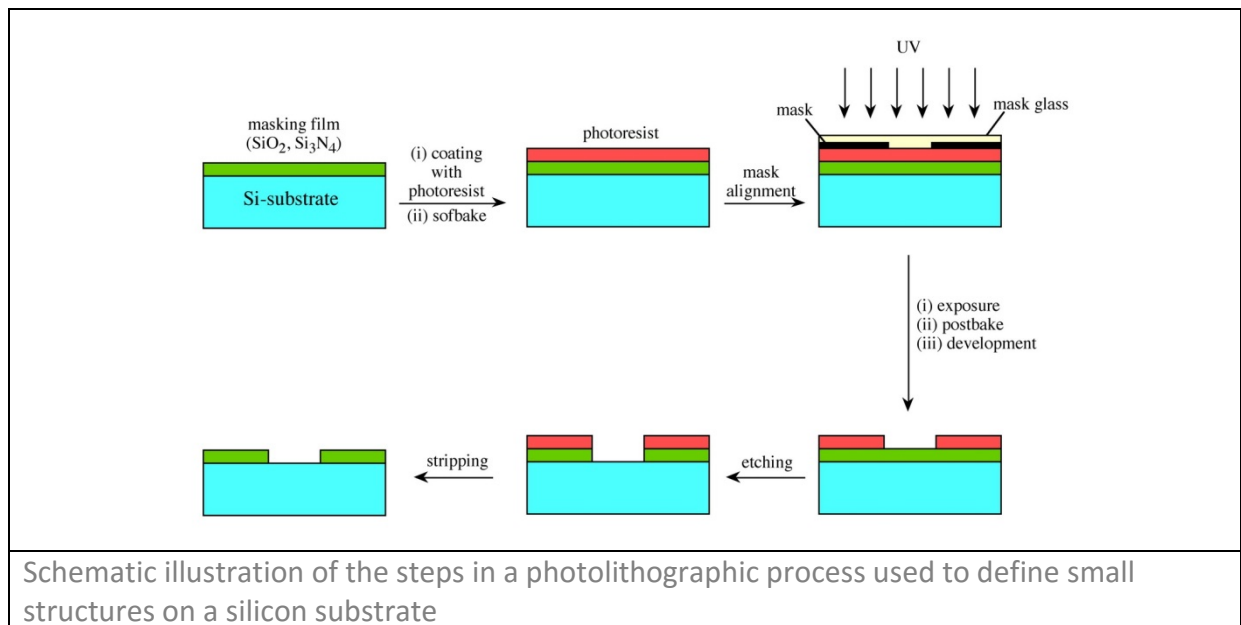 UV
mask
mask glass
masking film
(SiO₂, Si₃N₄)
Si-substrate
(i) coating
with
photoresist
(ii) sofbake
photoresist
mask
alignment
(i) exposure
(ii) postbake
(iii) development
stripping
etching
Schematic illustration of the steps in a photolithographic process used to define small
structures on a silicon substrate